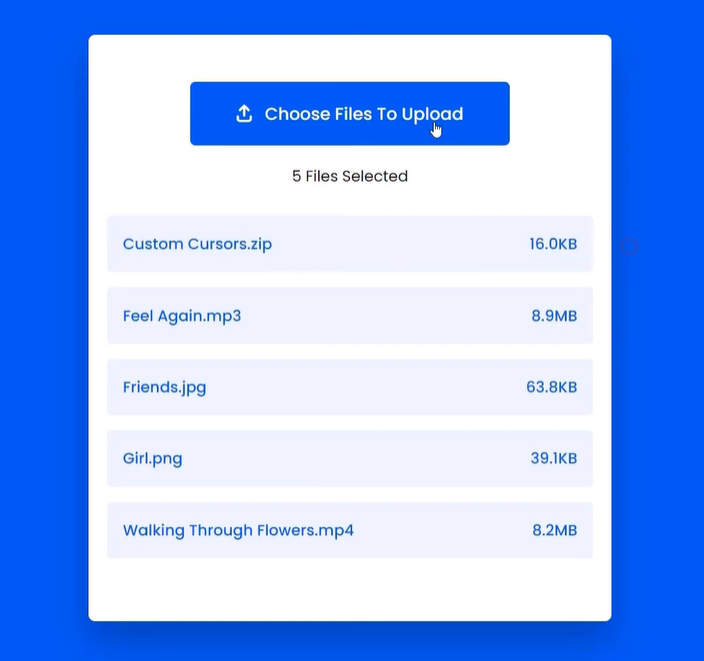 Choose Files To Upload
5 Files Selected
Custom Cursors.zip 16.0KB
Feel Again.mp3 8.9MB
Friends.jpg 63.8KB
Girl.png 39.1KB
Walking Through Flowers.mp4 8.2MB